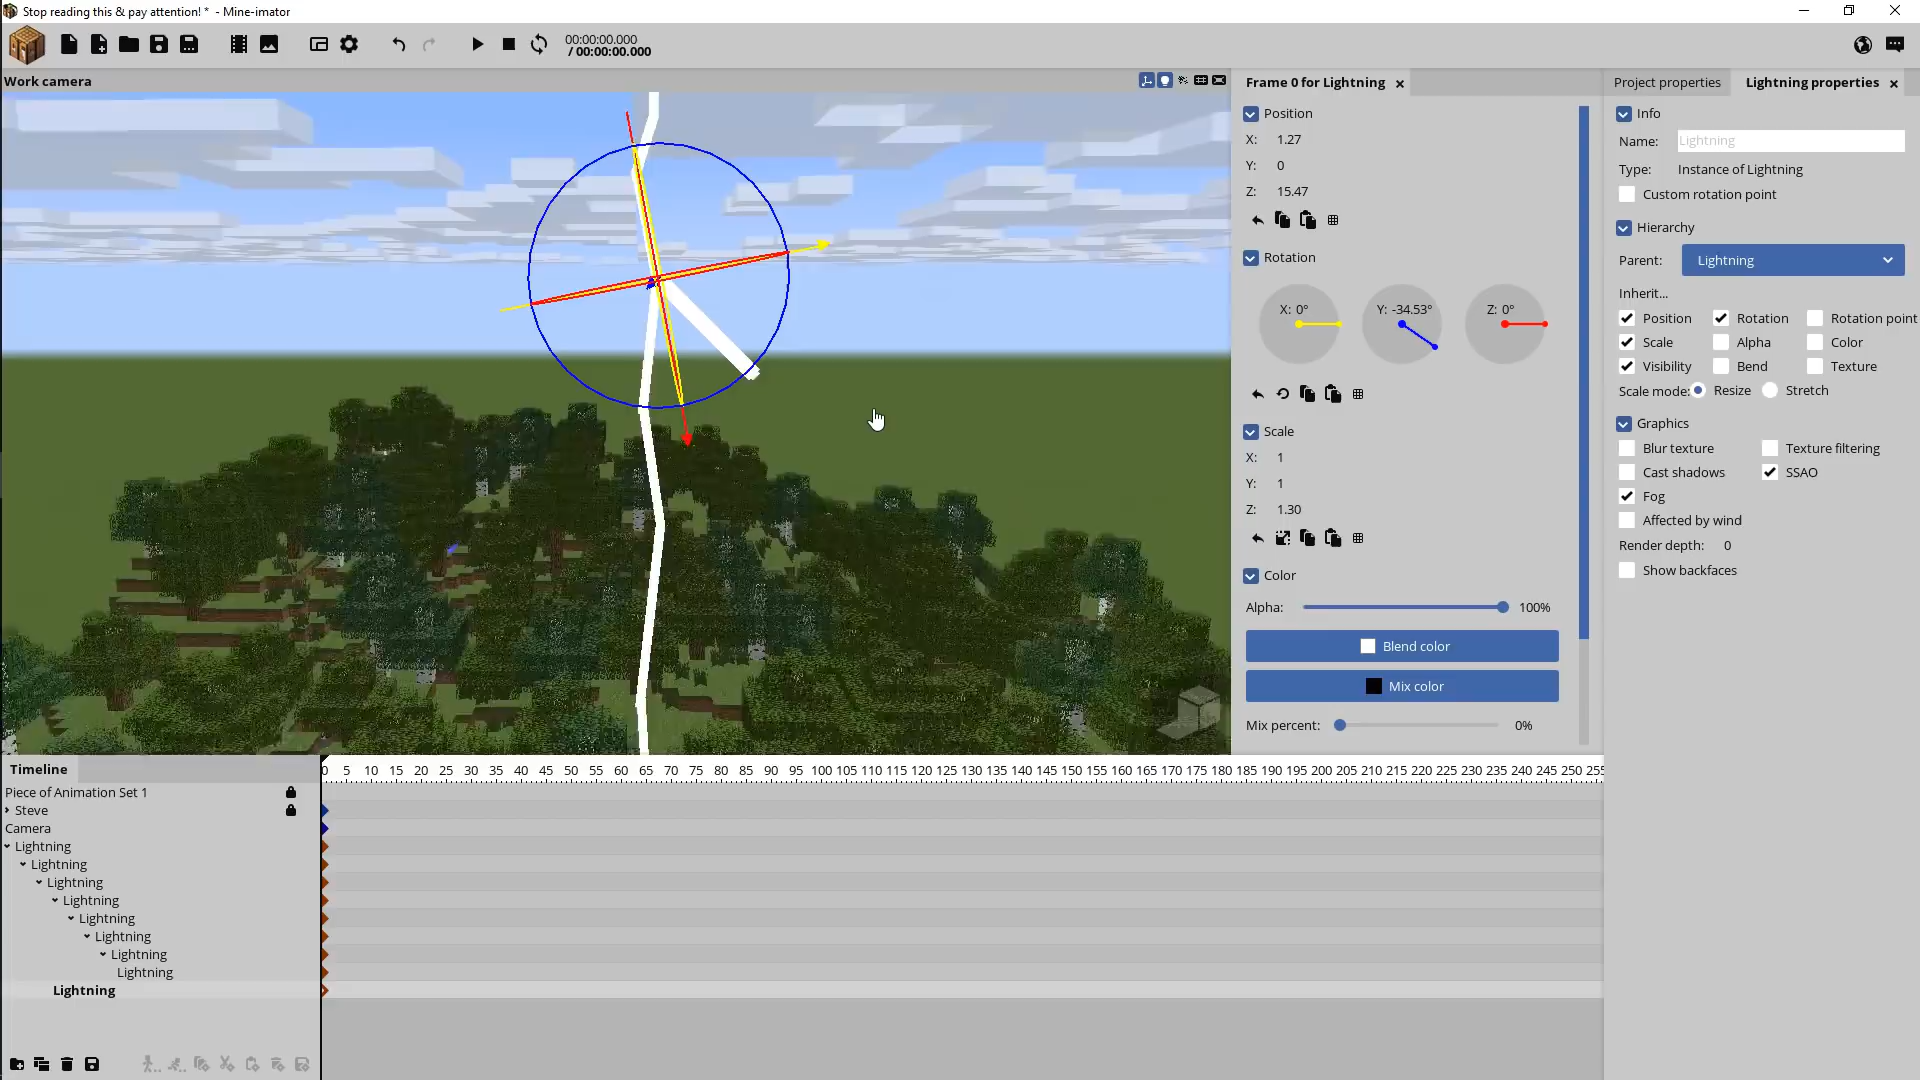 Stop reading this & pay attention! * - Mine-imator
00:00:00.000
/ 00:00:00.000
Work camera
Frame 0 for Lightning
Position
X: 1.27
Y: 0
Z: 15.47
Rotation
X: 0°
Y: -34.53°
Z: 0°
Scale
X: 1
Y: 1
Z: 1.30
Color
Alpha: 100%
Blend color
Mix color
Mix percent: 0%
Project properties
Lightning properties
Info
Name: Lightning
Type: Instance of Lightning
Custom rotation point
Hierarchy
Parent: Lightning
Inherit...
Position Rotation Rotation point
Scale Alpha Color
Visibility Bend Texture
Scale mode: Resize Stretch
Graphics
Blur texture Texture filtering
Cast shadows SSAO
Fog
Affected by wind
Render depth: 0
Show backfaces
Timeline
0 5 10 15 20 25 30 35 40 45 50 55 60 65 70 75 80 85 90 95 100 105 110 115 120 125 130 135 140 145 150 155 160 165 170 175 180 185 190 195 200 205 210 215 220 225 230 235 240 245 250 255
Piece of Animation Set 1
Steve
Camera
Lightning
Lightning
Lightning
Lightning
Lightning
Lightning
Lightning
Lightning
Lightning